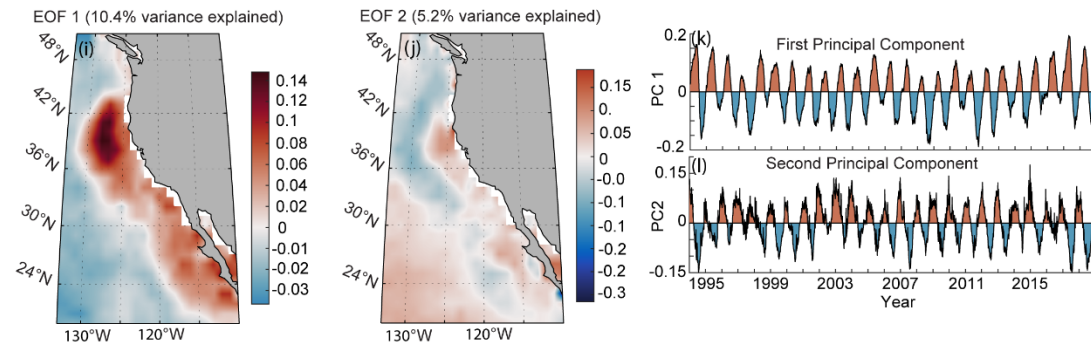 EOF 1 (10.4% variance explained)
(i)
48°N
42°N
36°N
30°N
24°N
130°W
120°W
0.14
0.12
0.10
0.08
0.06
0.04
0.02
0
-0.01
-0.02
-0.03
EOF 2 (5.2% variance explained)
(j)
48°N
42°N
36°N
30°N
24°N
130°W
120°W
0.15
0.10
0.05
0.00
-0.0
-0.1
-0.1
-0.2
-0.2
-0.3
(k)
First Principal Component
PC 1
0.2
0
-0.2
(l)
Second Principal Component
PC2
0.15
0
-0.15
1995
1999
2003
2007
2011
2015
Year